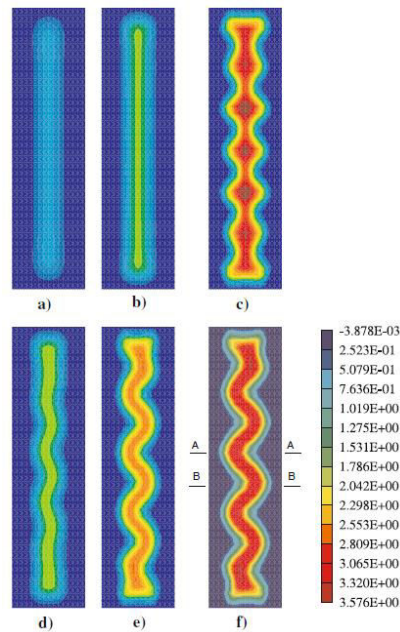 a)
b)
c)
A
A
B
B
-3.878E-03
2.523E-01
5.079E-01
7.636E-01
1.019E+00
1.275E+00
1.531E+00
1.786E+00
2.042E+00
2.298E+00
2.553E+00
2.809E+00
3.065E+00
3.320E+00
3.576E+00
d)
e)
f)